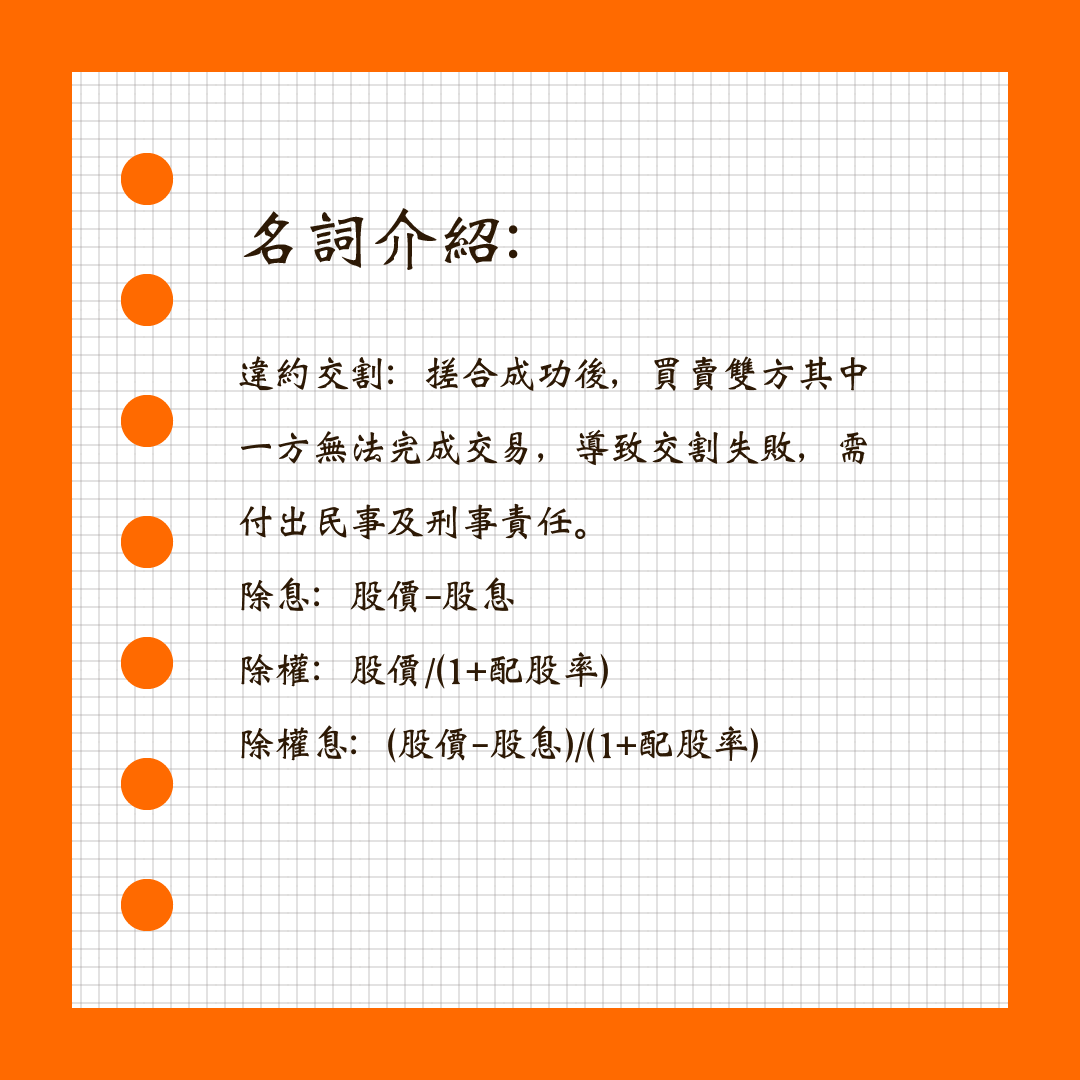 名詞介紹:
違約交割：搓合成功後，買賣雙方其中
一方無法完成交易，導致交割失敗，需
付出民事及刑事責任。
除息：股價-股息
除權：股價/(1+配股率)
除權息：(股價-股息)/(1+配股率)